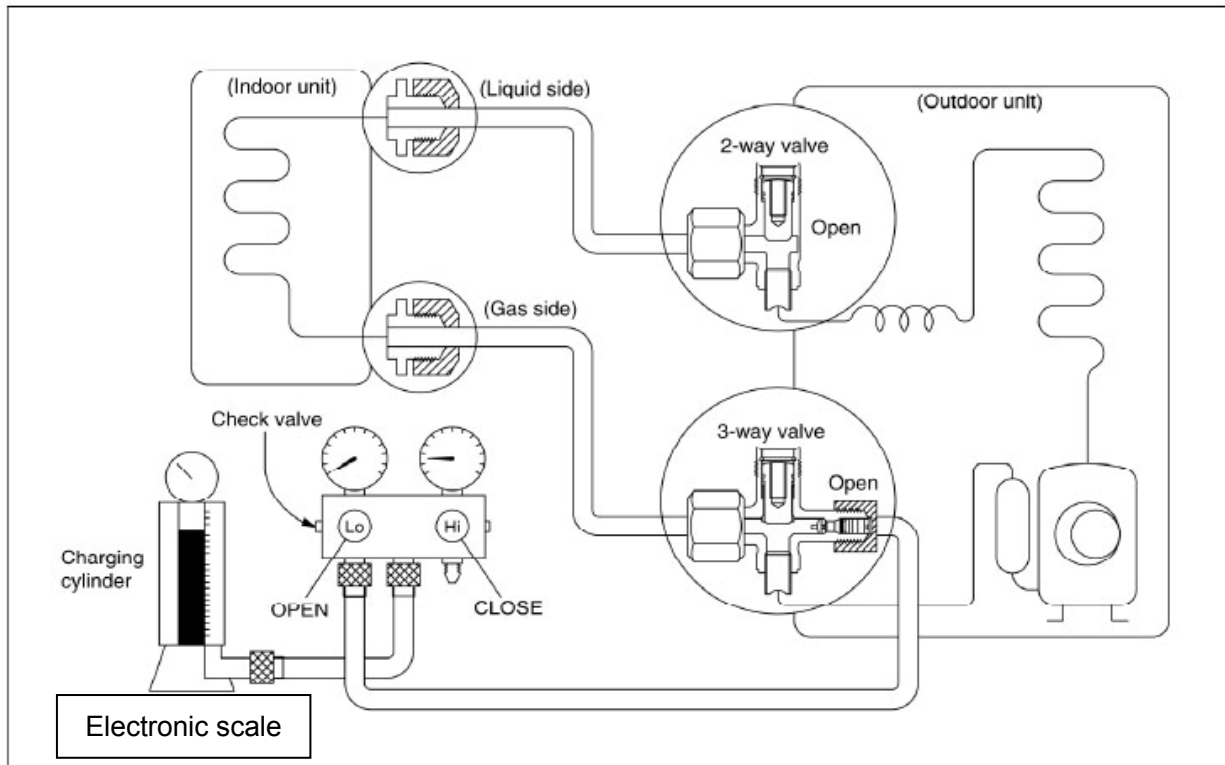 (Indoor unit)
(Liquid side)
(Outdoor unit)
2-way valve
Open
(Gas side)
Check valve
3-way valve
Open
Lo
Hi
Charging
cylinder
OPEN
CLOSE
Electronic scale